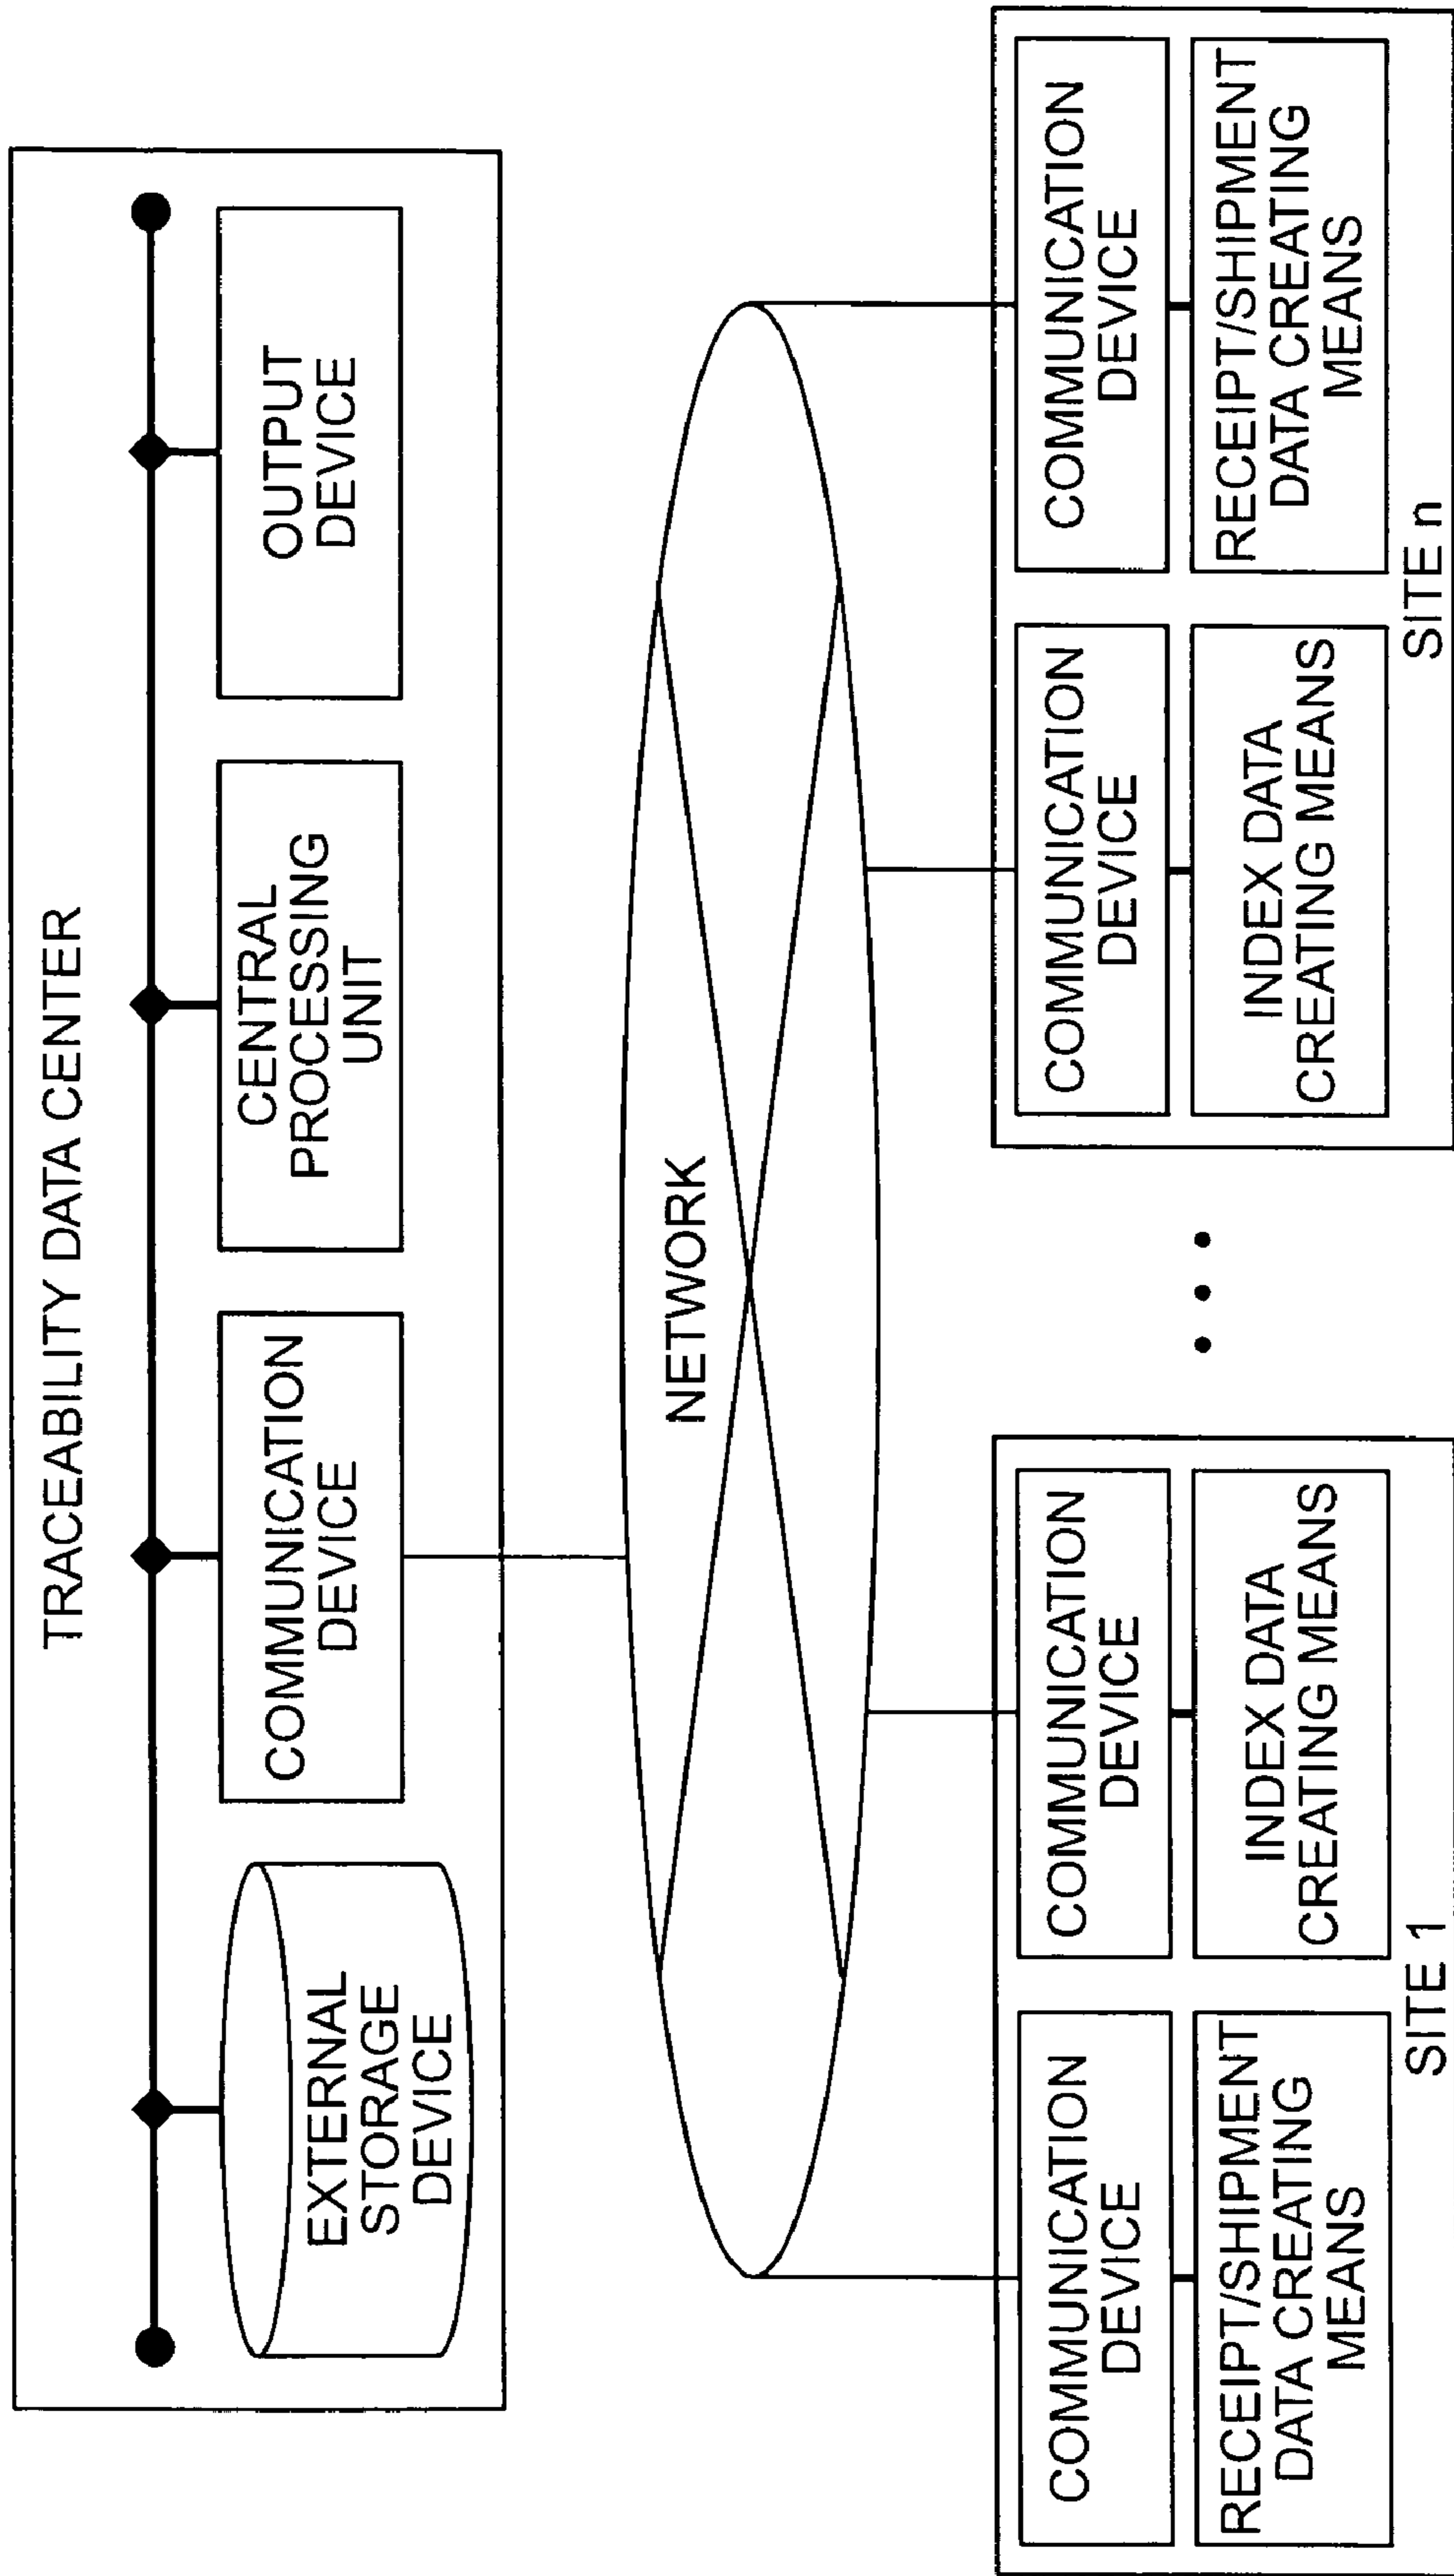 TRACEABILITY DATA CENTER
EXTERNAL
STORAGE
DEVICE
COMMUNICATION
DEVICE
CENTRAL
PROCESSING
UNIT
OUTPUT
DEVICE
NETWORK
COMMUNICATION
DEVICE
RECEIPT/SHIPMENT
DATA CREATING
MEANS
COMMUNICATION
DEVICE
INDEX DATA
CREATING MEANS
SITE 1
• • •
COMMUNICATION
DEVICE
INDEX DATA
CREATING MEANS
COMMUNICATION
DEVICE
RECEIPT/SHIPMENT
DATA CREATING
MEANS
SITE n